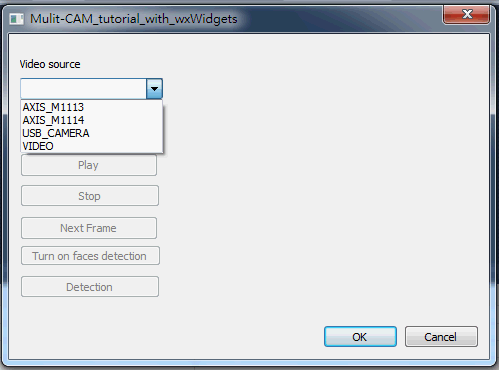 Mulit-CAM_tutorial_with_wxWidgets
Video source
AXIS_M1113
AXIS_M1114
USB_CAMERA
VIDEO
Play
Stop
Next Frame
Turn on faces detection
Detection
OK Cancel